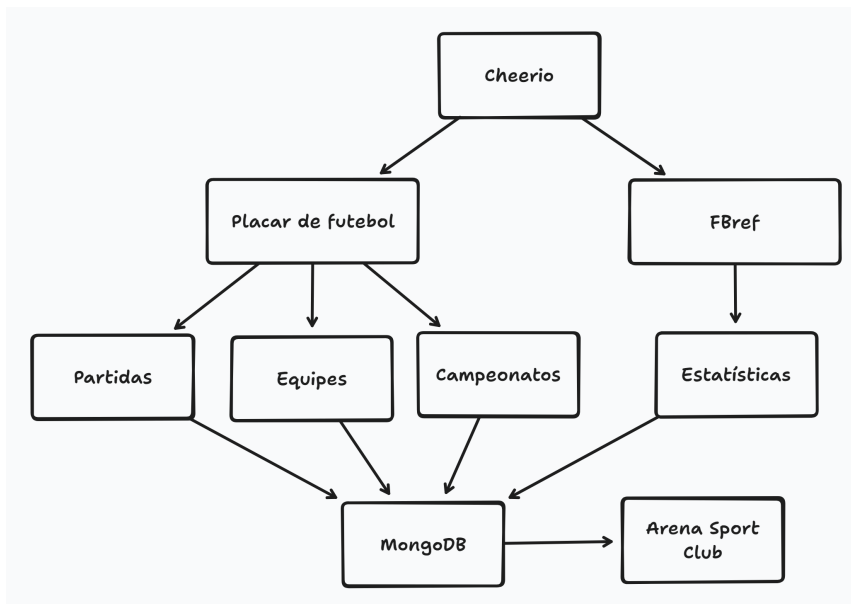 Cheerio
Placar de futebol
FBref
Partidas
Equipes
Campeonatos
Estatísticas
MongoDB
Arena Sport
Club